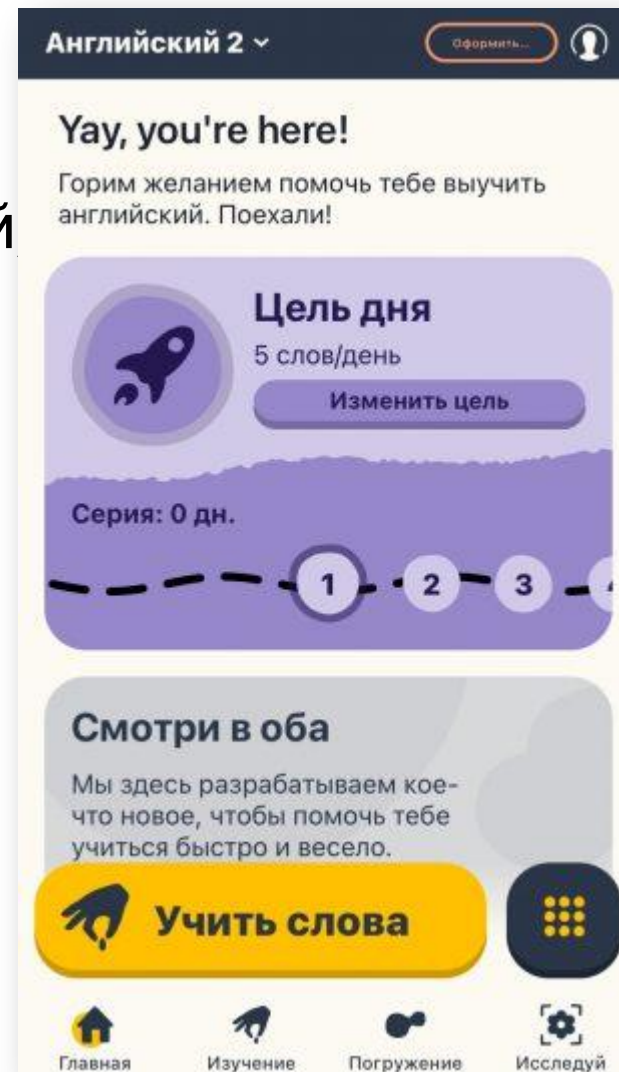 Английский 2
Оформить...
Yay, you're here!
Горим желанием помочь тебе выучить
английский. Поехали!
й
Цель дня
5 слов/день
Изменить цель
Серия: 0 дн.
1 2 3 4
Смотри в оба
Мы здесь разрабатываем кое-
что новое, чтобы помочь тебе
учиться быстро и весело.
Учить слова
Главная Изучение Погружение Исследуй